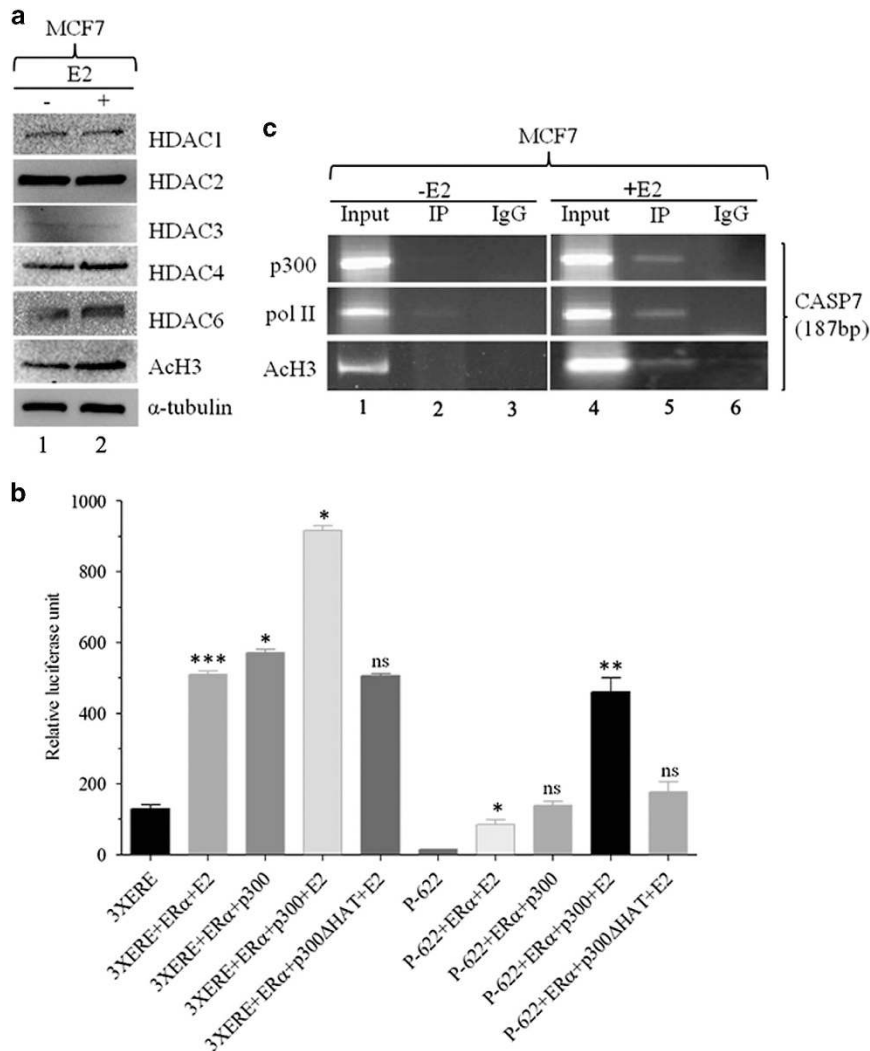 a
MCF7
E2
- +
HDAC1
HDAC2
HDAC3
HDAC4
HDAC6
AcH3
α-tubulin
1 2
c
MCF7
-E2 +E2
Input IP IgG Input IP IgG
p300
pol II
AcH3
CASP7
(187bp)
1 2 3 4 5 6
b
Relative luciferase unit
1000
800
600
400
200
0
***
*
*
ns
*
ns
**
ns
3XERE
3XERE+ERα+E2
3XERE+ERα+p300
3XERE+ERα+p300+E2
3XERE+ERα+p300ΔHAT+E2
P-622
P-622+ERα+E2
P-622+ERα+p300
P-622+ERα+p300+E2
P-622+ERα+p300ΔHAT+E2